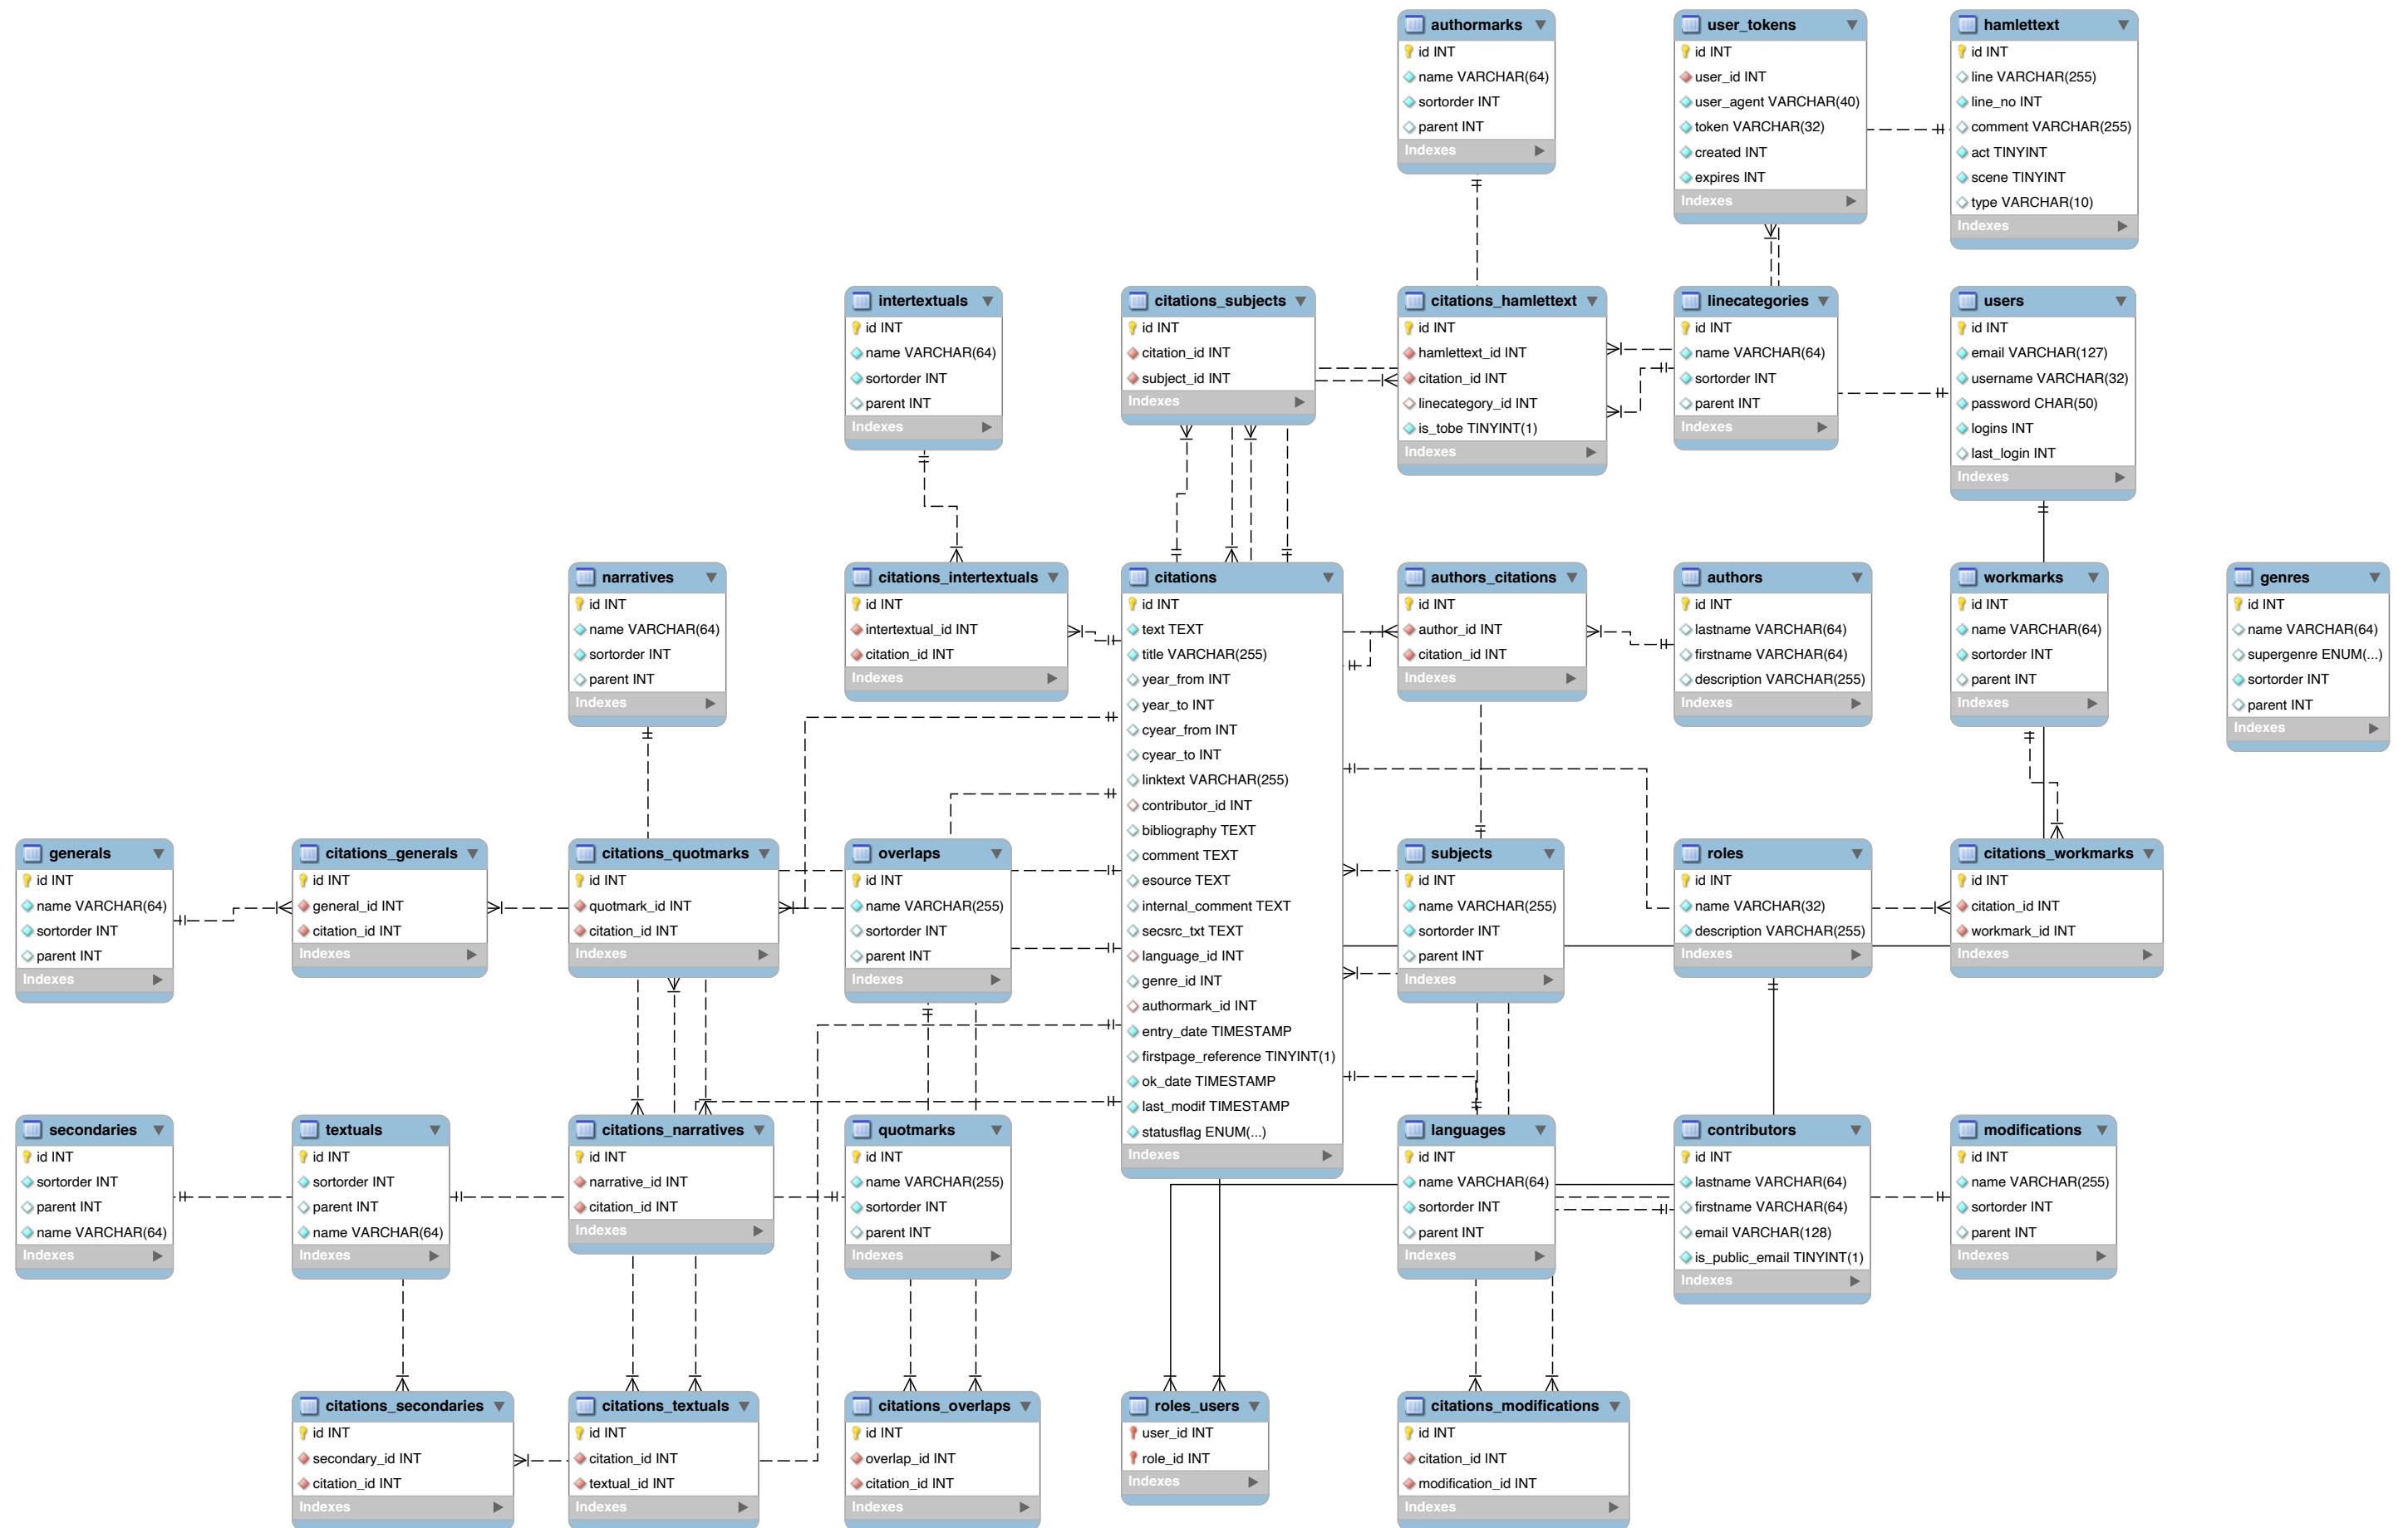 authormarks
id INT
name VARCHAR(64)
sortorder INT
parent INT
Indexes
user_tokens
id INT
user_id INT
user_agent VARCHAR(40)
token VARCHAR(32)
created INT
expires INT
Indexes
hamlettext
id INT
line VARCHAR(255)
line_no INT
comment VARCHAR(255)
act TINYINT
scene TINYINT
type VARCHAR(10)
Indexes
intertextuals
id INT
name VARCHAR(64)
sortorder INT
parent INT
Indexes
citations_subjects
id INT
citation_id INT
subject_id INT
Indexes
citations_hamlettext
id INT
hamlettext_id INT
citation_id INT
linecategory_id INT
is_tobe TINYINT(1)
Indexes
linecategories
id INT
name VARCHAR(64)
sortorder INT
parent INT
Indexes
users
id INT
email VARCHAR(127)
username VARCHAR(32)
password CHAR(50)
logins INT
last_login INT
Indexes
narratives
id INT
name VARCHAR(64)
sortorder INT
parent INT
Indexes
citations_intertextuals
id INT
intertextual_id INT
citation_id INT
Indexes
citations
id INT
text TEXT
title VARCHAR(255)
year_from INT
year_to INT
cyear_from INT
cyear_to INT
linktext VARCHAR(255)
contributor_id INT
bibliography TEXT
comment TEXT
esource TEXT
internal_comment TEXT
secsrc_txt TEXT
language_id INT
genre_id INT
authormark_id INT
entry_date TIMESTAMP
firstpage_reference TINYINT(1)
ok_date TIMESTAMP
last_modif TIMESTAMP
statusflag ENUM(...)
Indexes
authors_citations
id INT
author_id INT
citation_id INT
Indexes
authors
id INT
lastname VARCHAR(64)
firstname VARCHAR(64)
description VARCHAR(255)
Indexes
workmarks
id INT
name VARCHAR(64)
sortorder INT
parent INT
Indexes
genres
id INT
name VARCHAR(64)
supergenre ENUM(...)
sortorder INT
parent INT
Indexes
generals
id INT
name VARCHAR(64)
sortorder INT
parent INT
Indexes
citations_generals
id INT
general_id INT
citation_id INT
Indexes
citations_quotmarks
id INT
quotmark_id INT
citation_id INT
Indexes
overlaps
id INT
name VARCHAR(255)
sortorder INT
parent INT
Indexes
subjects
id INT
name VARCHAR(255)
sortorder INT
parent INT
Indexes
roles
id INT
name VARCHAR(32)
description VARCHAR(255)
Indexes
citations_workmarks
id INT
citation_id INT
workmark_id INT
Indexes
secondaries
id INT
sortorder INT
parent INT
name VARCHAR(64)
Indexes
textuals
id INT
sortorder INT
parent INT
name VARCHAR(64)
Indexes
citations_narratives
id INT
narrative_id INT
citation_id INT
Indexes
quotmarks
id INT
name VARCHAR(255)
sortorder INT
parent INT
Indexes
languages
id INT
name VARCHAR(64)
sortorder INT
parent INT
Indexes
contributors
id INT
lastname VARCHAR(64)
firstname VARCHAR(64)
email VARCHAR(128)
is_public_email TINYINT(1)
Indexes
modifications
id INT
name VARCHAR(255)
sortorder INT
parent INT
Indexes
citations_secondaries
id INT
secondary_id INT
citation_id INT
Indexes
citations_textuals
id INT
citation_id INT
textual_id INT
Indexes
citations_overlaps
id INT
overlap_id INT
citation_id INT
Indexes
roles_users
user_id INT
role_id INT
Indexes
citations_modifications
id INT
citation_id INT
modification_id INT
Indexes